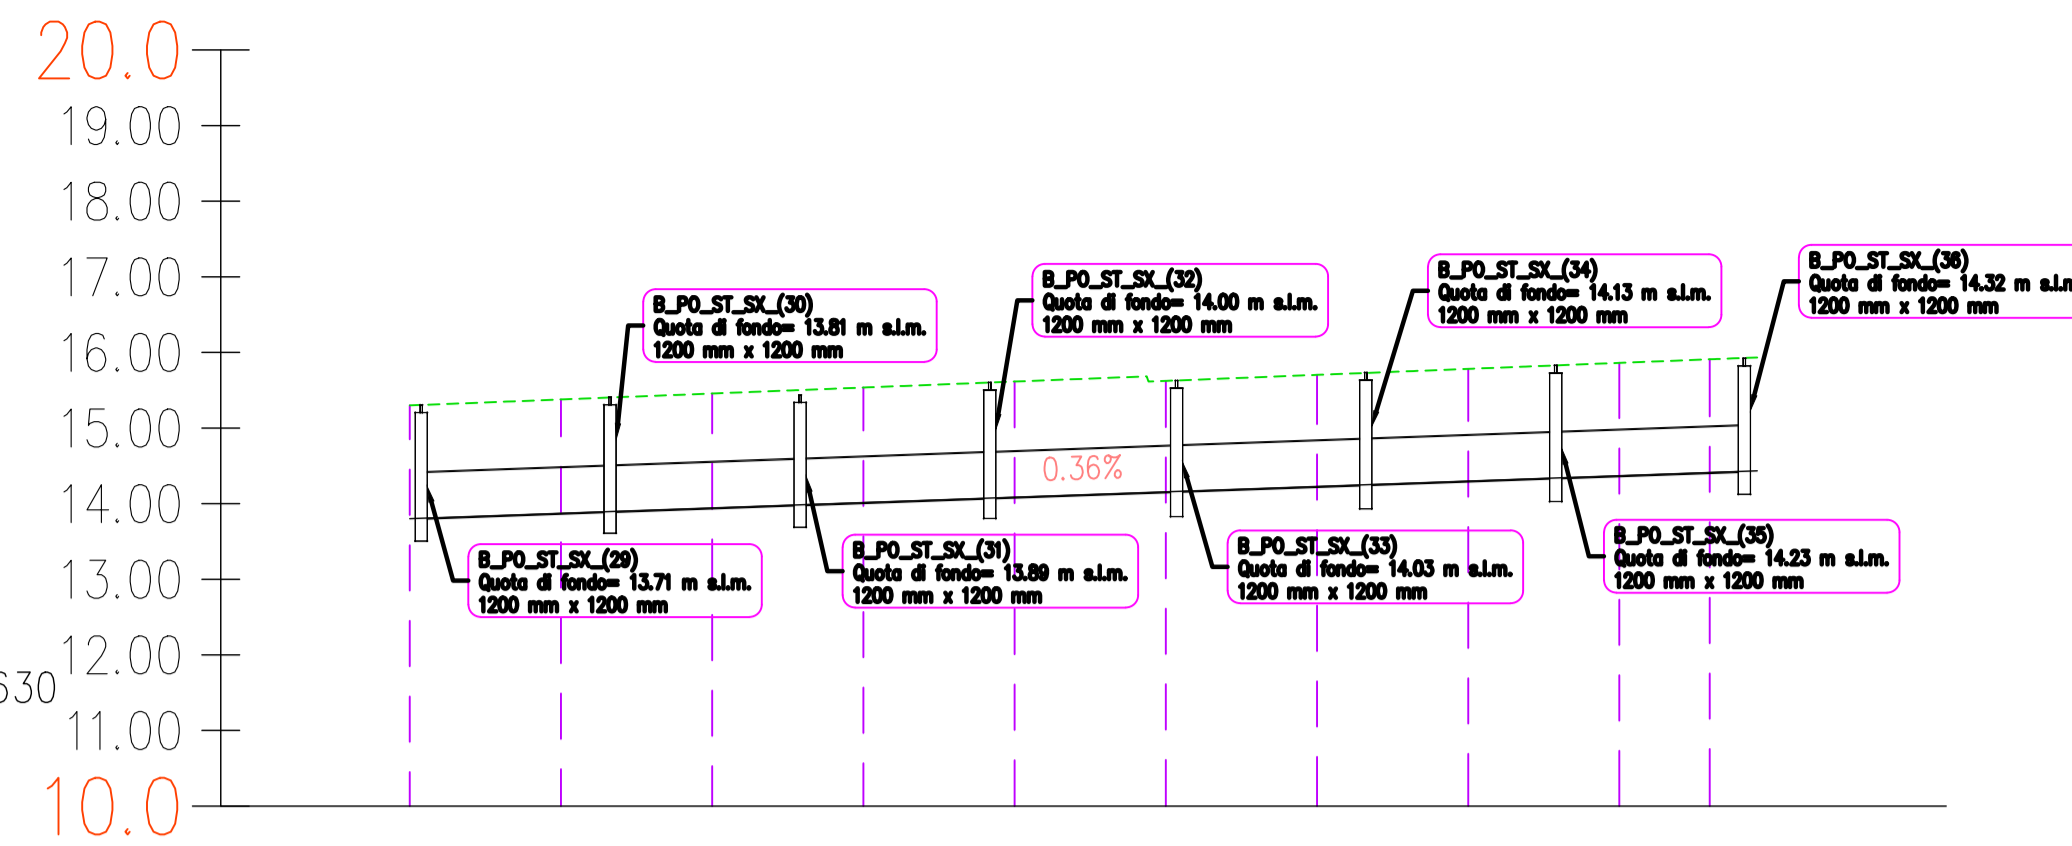 20.0
19.00
18.00
17.00
16.00
15.00
14.00
13.00
12.00
630
11.00
10.0
B_PO_ST_SX_(30)
Quota di fondo= 13.81 m s.l.m.
1200 mm x 1200 mm
B_PO_ST_SX_(32)
Quota di fondo= 14.00 m s.l.m.
1200 mm x 1200 mm
B_PO_ST_SX_(34)
Quota di fondo= 14.13 m s.l.m.
1200 mm x 1200 mm
B_PO_ST_SX_(36)
Quota di fondo= 14.32 m s.l.m
1200 mm x 1200 mm
0.36%
B_PO_ST_SX_(29)
Quota di fondo= 13.71 m s.l.m.
1200 mm x 1200 mm
B_PO_ST_SX_(31)
Quota di fondo= 13.89 m s.l.m.
1200 mm x 1200 mm
B_PO_ST_SX_(33)
Quota di fondo= 14.03 m s.l.m.
1200 mm x 1200 mm
B_PO_ST_SX_(35)
Quota di fondo= 14.23 m s.l.m.
1200 mm x 1200 mm